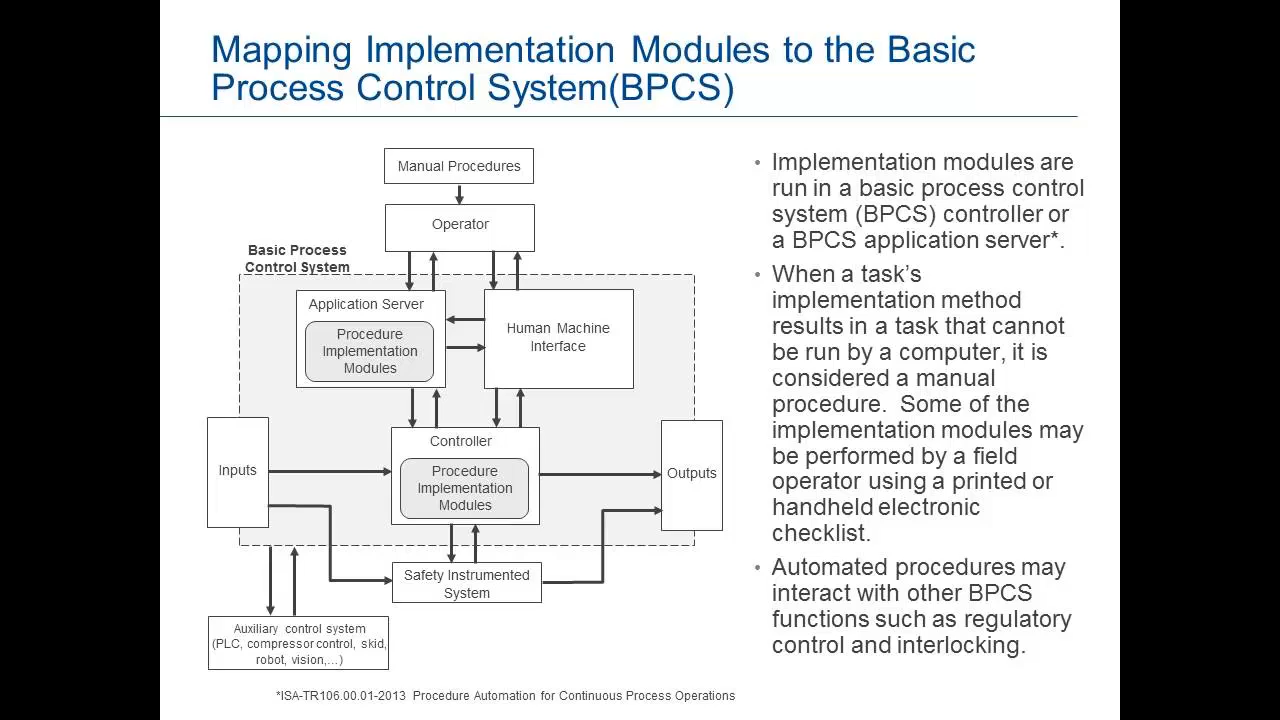 Mapping Implementation Modules to the Basic
Process Control System(BPCS)
Manual Procedures
Operator
Basic Process
Control System
Application Server
Procedure
Implementation
Modules
Human Machine
Interface
Controller
Procedure
Implementation
Modules
Inputs
Outputs
Safety Instrumented
System
Auxiliary control system
(PLC, compressor control, skid,
robot, vision,...)
• Implementation modules are
run in a basic process control
system (BPCS) controller or
a BPCS application server*.
• When a task's
implementation method
results in a task that cannot
be run by a computer, it is
considered a manual
procedure. Some of the
implementation modules may
be performed by a field
operator using a printed or
handheld electronic
checklist.
• Automated procedures may
interact with other BPCS
functions such as regulatory
control and interlocking.
*ISA-TR106.00.01-2013 Procedure Automation for Continuous Process Operations